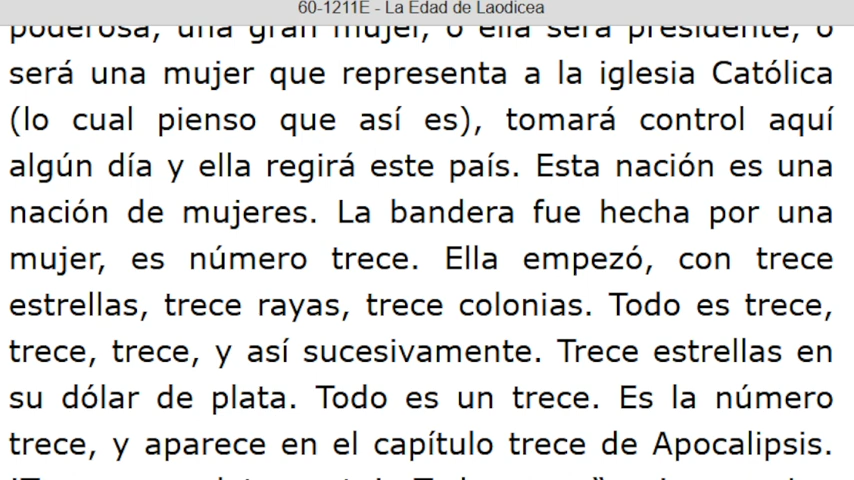 60-1211E - La Edad de Laodicea
poderosa, una gran mujer, o ella será presidente, o
será una mujer que representa a la iglesia Católica
(lo cual pienso que así es), tomará control aquí
algún día y ella regirá este país. Esta nación es una
nación de mujeres. La bandera fue hecha por una
mujer, es número trece. Ella empezó, con trece
estrellas, trece rayas, trece colonias. Todo es trece,
trece, trece, y así sucesivamente. Trece estrellas en
su dólar de plata. Todo es un trece. Es la número
trece, y aparece en el capítulo trece de Apocalipsis.